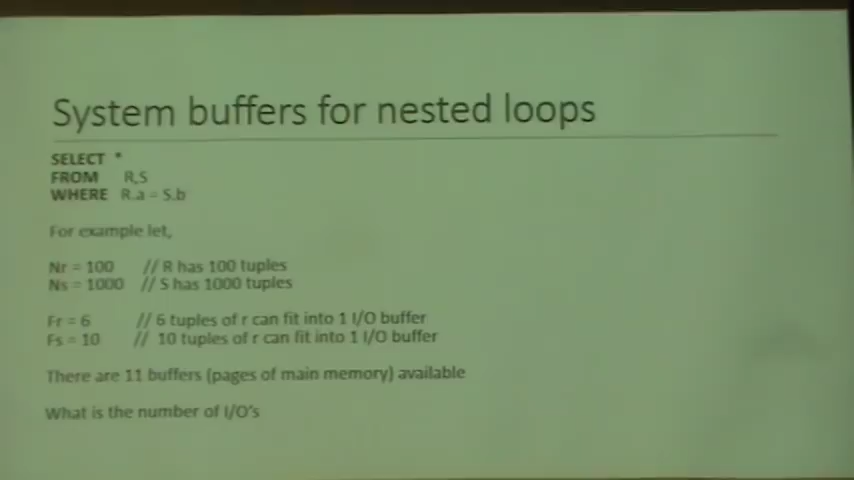 System buffers for nested loops
SELECT *
FROM R,S
WHERE R.a = S.b
For example let,
Nr = 100 // R has 100 tuples
Ns = 1000 // S has 1000 tuples
Fr = 6 // 6 tuples of r can fit into 1 I/O buffer
Fs = 10 // 10 tuples of r can fit into 1 I/O buffer
There are 11 buffers (pages of main memory) available
What is the number of I/O's